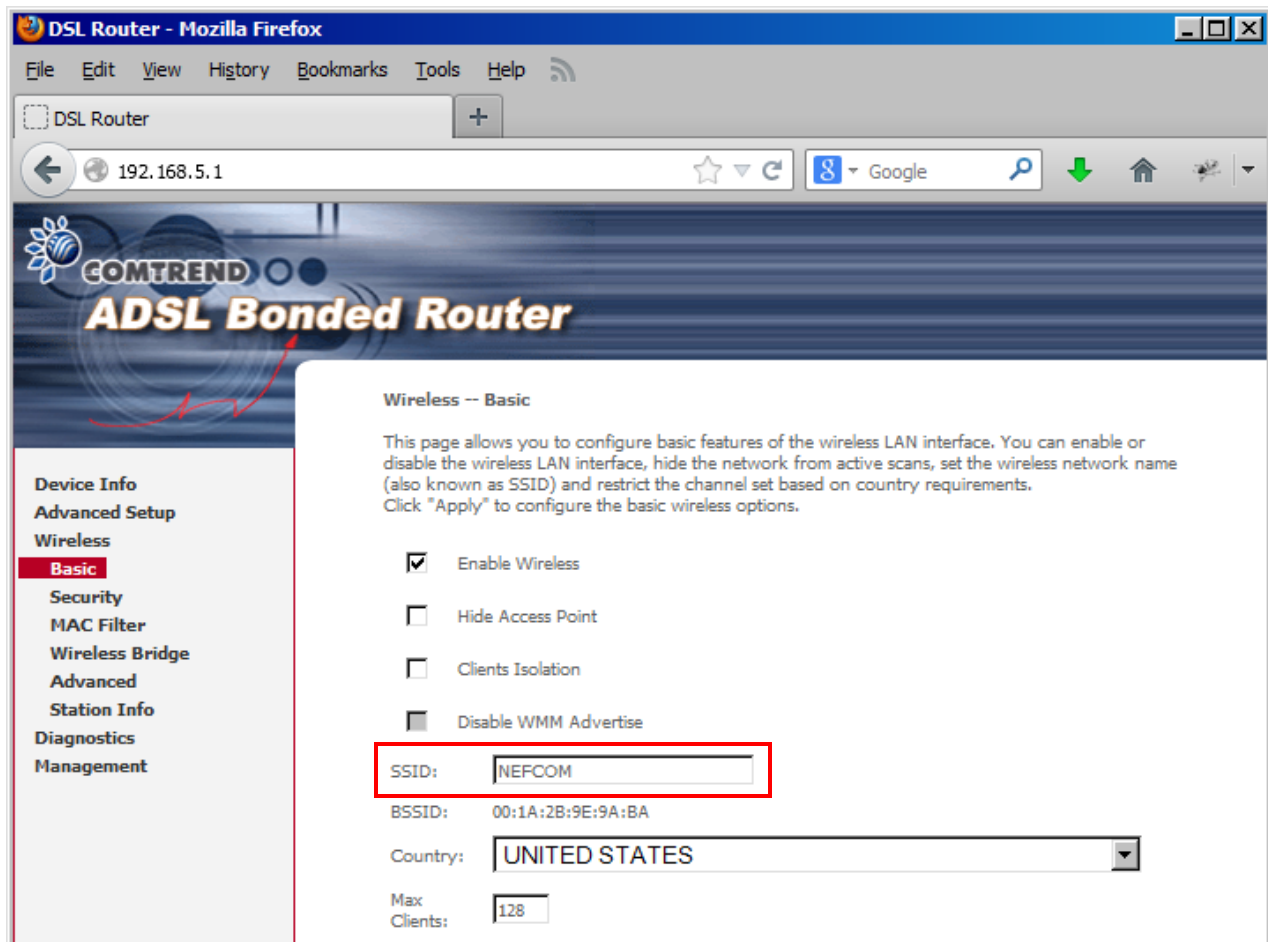 DSL Router - Mozilla Firefox
File Edit View History Bookmarks Tools Help
DSL Router +
192.168.5.1 8 Google
COMTREND
ADSL Bonded Router
Wireless -- Basic
This page allows you to configure basic features of the wireless LAN interface. You can enable or
disable the wireless LAN interface, hide the network from active scans, set the wireless network name
(also known as SSID) and restrict the channel set based on country requirements.
Click "Apply" to configure the basic wireless options.
Device Info
Advanced Setup
Wireless
Basic
Security
MAC Filter
Wireless Bridge
Advanced
Station Info
Diagnostics
Management
Enable Wireless
Hide Access Point
Clients Isolation
Disable WMM Advertise
SSID: NEFCOM
BSSID: 00:1A:2B:9E:9A:BA
Country: UNITED STATES
Max
Clients: 128